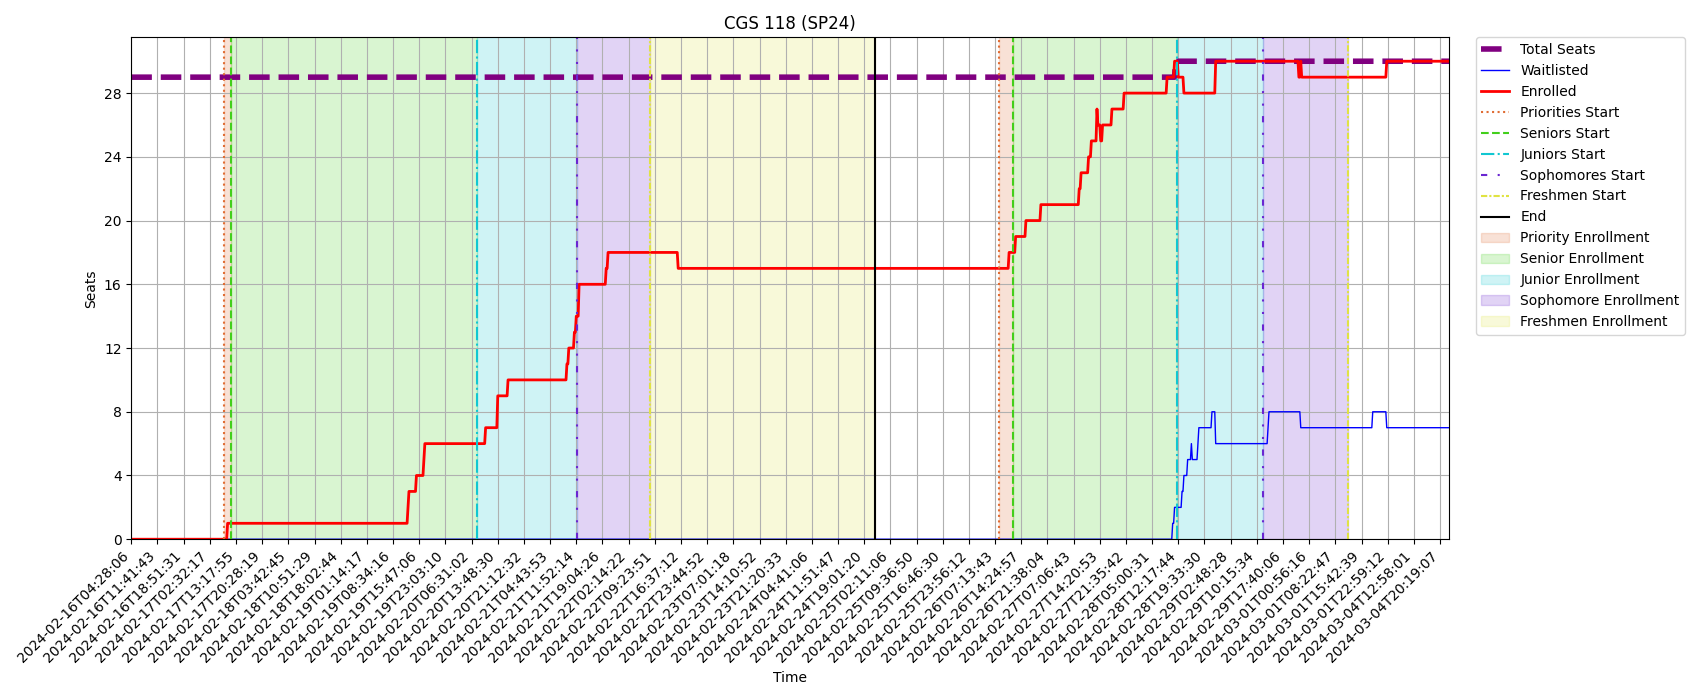 CGS 118 (SP24)
Seats
28
24
20
16
12
8
4
0
2024-02-16T04:28:06
2024-02-16T11:41:43
2024-02-16T18:51:31
2024-02-17T02:32:17
2024-02-17T13:17:55
2024-02-17T20:28:19
2024-02-18T03:42:45
2024-02-18T10:51:29
2024-02-18T18:02:44
2024-02-19T01:14:17
2024-02-19T08:34:16
2024-02-19T15:47:06
2024-02-19T23:03:10
2024-02-20T06:31:02
2024-02-20T13:48:30
2024-02-20T21:12:32
2024-02-21T04:43:53
2024-02-21T11:52:14
2024-02-21T19:04:26
2024-02-22T02:14:22
2024-02-22T09:23:51
2024-02-22T16:37:12
2024-02-22T23:44:52
2024-02-23T07:01:18
2024-02-23T14:10:52
2024-02-23T21:20:33
2024-02-24T04:41:06
2024-02-24T11:51:47
2024-02-24T19:01:20
2024-02-25T02:11:06
2024-02-25T09:36:50
2024-02-25T16:46:30
2024-02-25T23:56:12
2024-02-26T07:13:43
2024-02-26T14:24:57
2024-02-26T21:38:04
2024-02-27T07:06:43
2024-02-27T14:20:53
2024-02-27T21:35:42
2024-02-28T05:00:31
2024-02-28T12:17:44
2024-02-28T19:33:30
2024-02-29T02:48:28
2024-02-29T10:15:34
2024-02-29T17:40:06
2024-03-01T00:56:16
2024-03-01T08:22:47
2024-03-01T15:42:39
2024-03-01T22:59:12
2024-03-04T12:58:01
2024-03-04T20:19:07
Time
Total Seats
Waitlisted
Enrolled
Priorities Start
Seniors Start
Juniors Start
Sophomores Start
Freshmen Start
End
Priority Enrollment
Senior Enrollment
Junior Enrollment
Sophomore Enrollment
Freshmen Enrollment